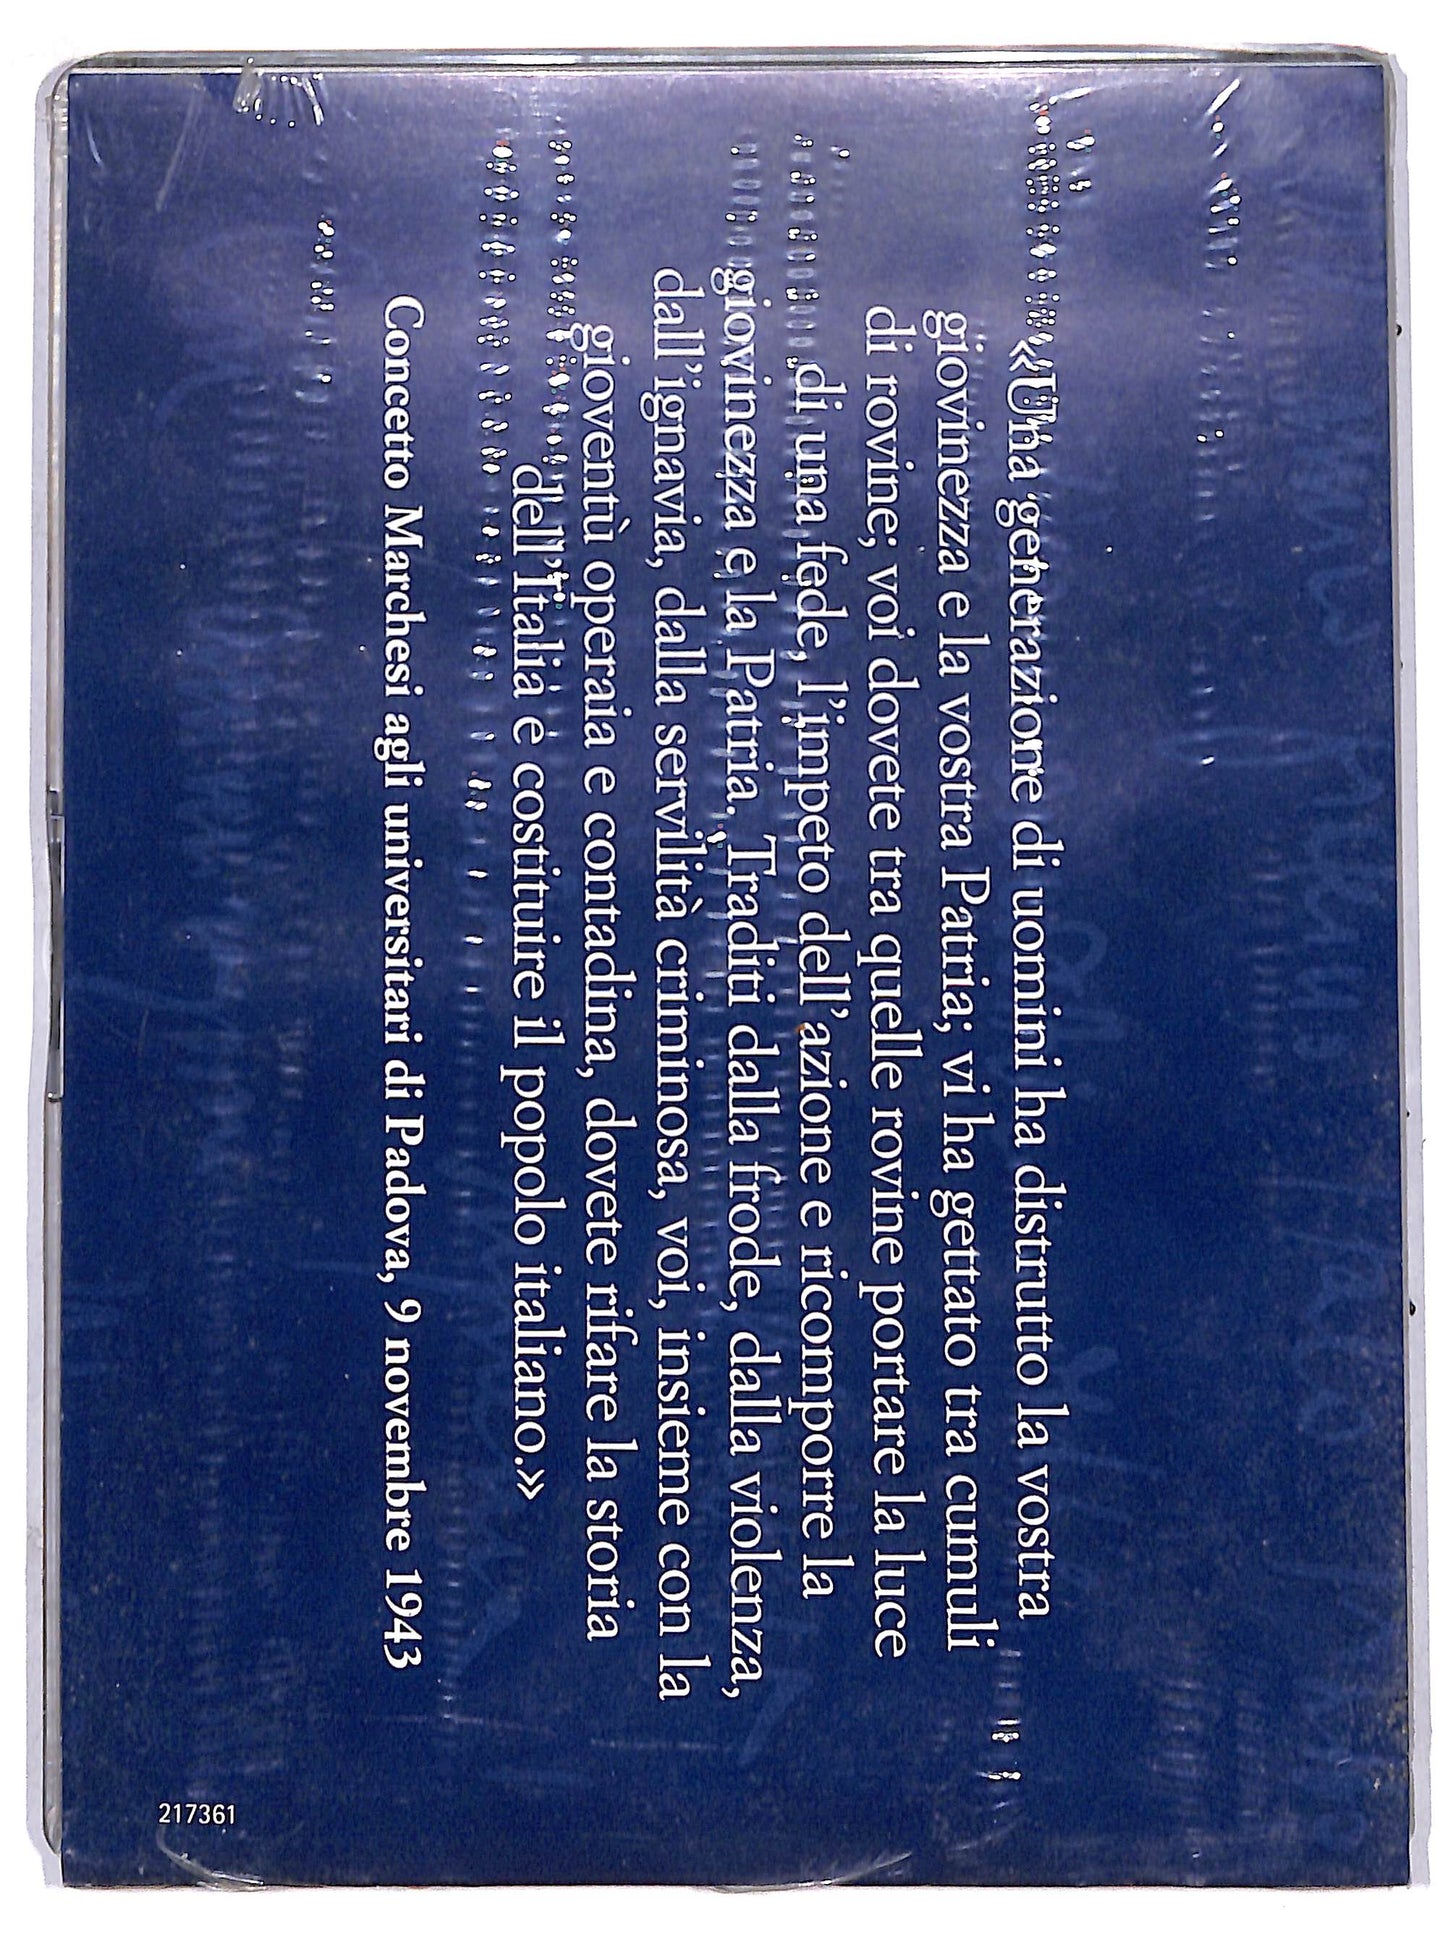 «Una generazione di uomini ha distrutto la vostra
giovinezza e la vostra Patria; vi ha gettato tra cumuli
di rovine; voi dovete tra quelle rovine portare la luce
di una fede, l'impeto dell'azione e ricomporre la
giovinezza e la Patria. Traditi dalla frode, dalla violenza,
dall'ignavia, dalla servilità criminosa, voi, insieme con la
gioventù operaia e contadina, dovete rifare la storia
dell'Italia e costituire il popolo italiano.»
Concetto Marchesi agli universitari di Padova, 9 novembre 1943
217361